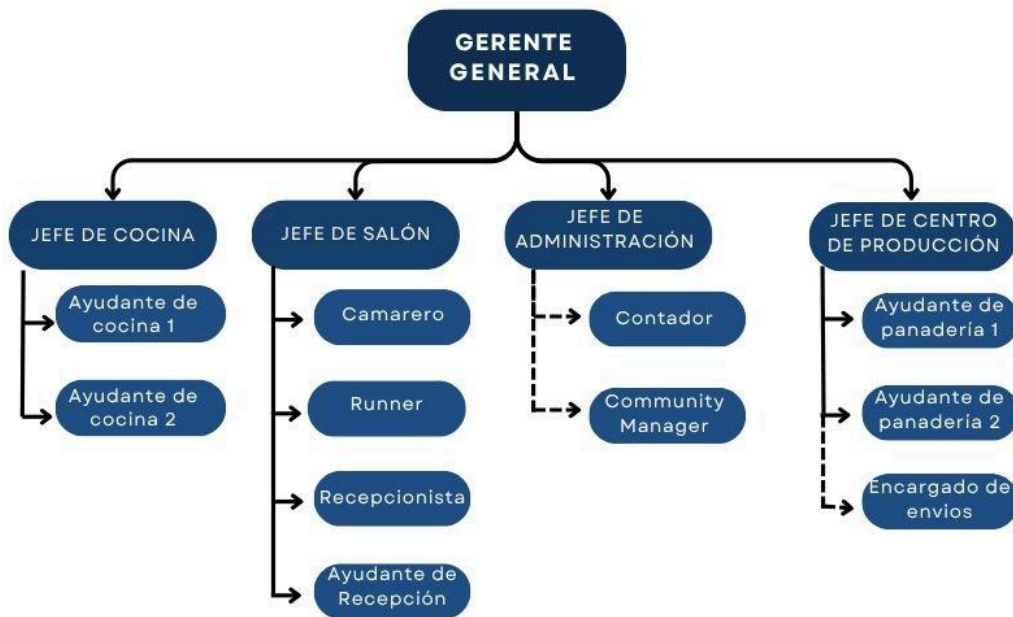 GERENTE
GENERAL
JEFE DE COCINA
Ayudante de
cocina 1
Ayudante de
cocina 2
JEFE DE SALÓN
Camarero
Runner
Recepcionista
Ayudante de
Recepción
JEFE DE
ADMINISTRACIÓN
Contador
Community
Manager
JEFE DE CENTRO
DE PRODUCCIÓN
Ayudante de
panadería 1
Ayudante de
panadería 2
Encargado de
envios